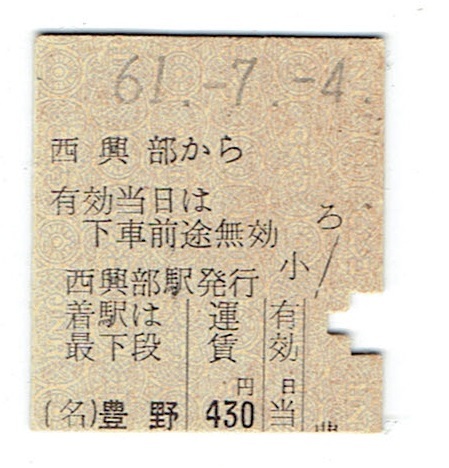 61.-7.-4.
西興部から
有効当日は
下車前途無効
西興部駅発行
小
ろ
着駅は
最下段
運賃
有効
円
日
(名)豊野
430
当